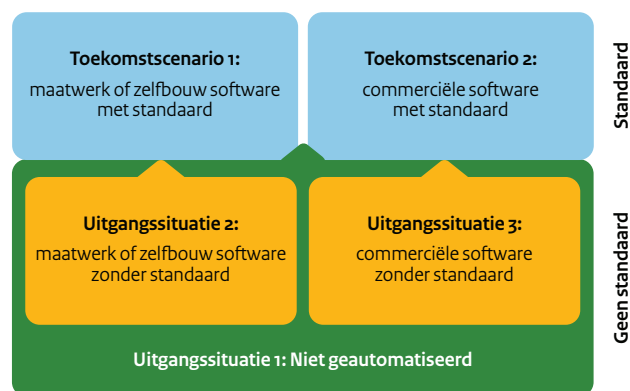 Toekomstscenario 1:
maatwerk of zelfbouw software
met standaard
Toekomstscenario 2:
commerciële software
met standaard
Standaard
Uitgangssituatie 2:
maatwerk of zelfbouw software
zonder standaard
Uitgangssituatie 3:
commerciële software
zonder standaard
Geen standaard
Uitgangssituatie 1: Niet geautomatiseerd